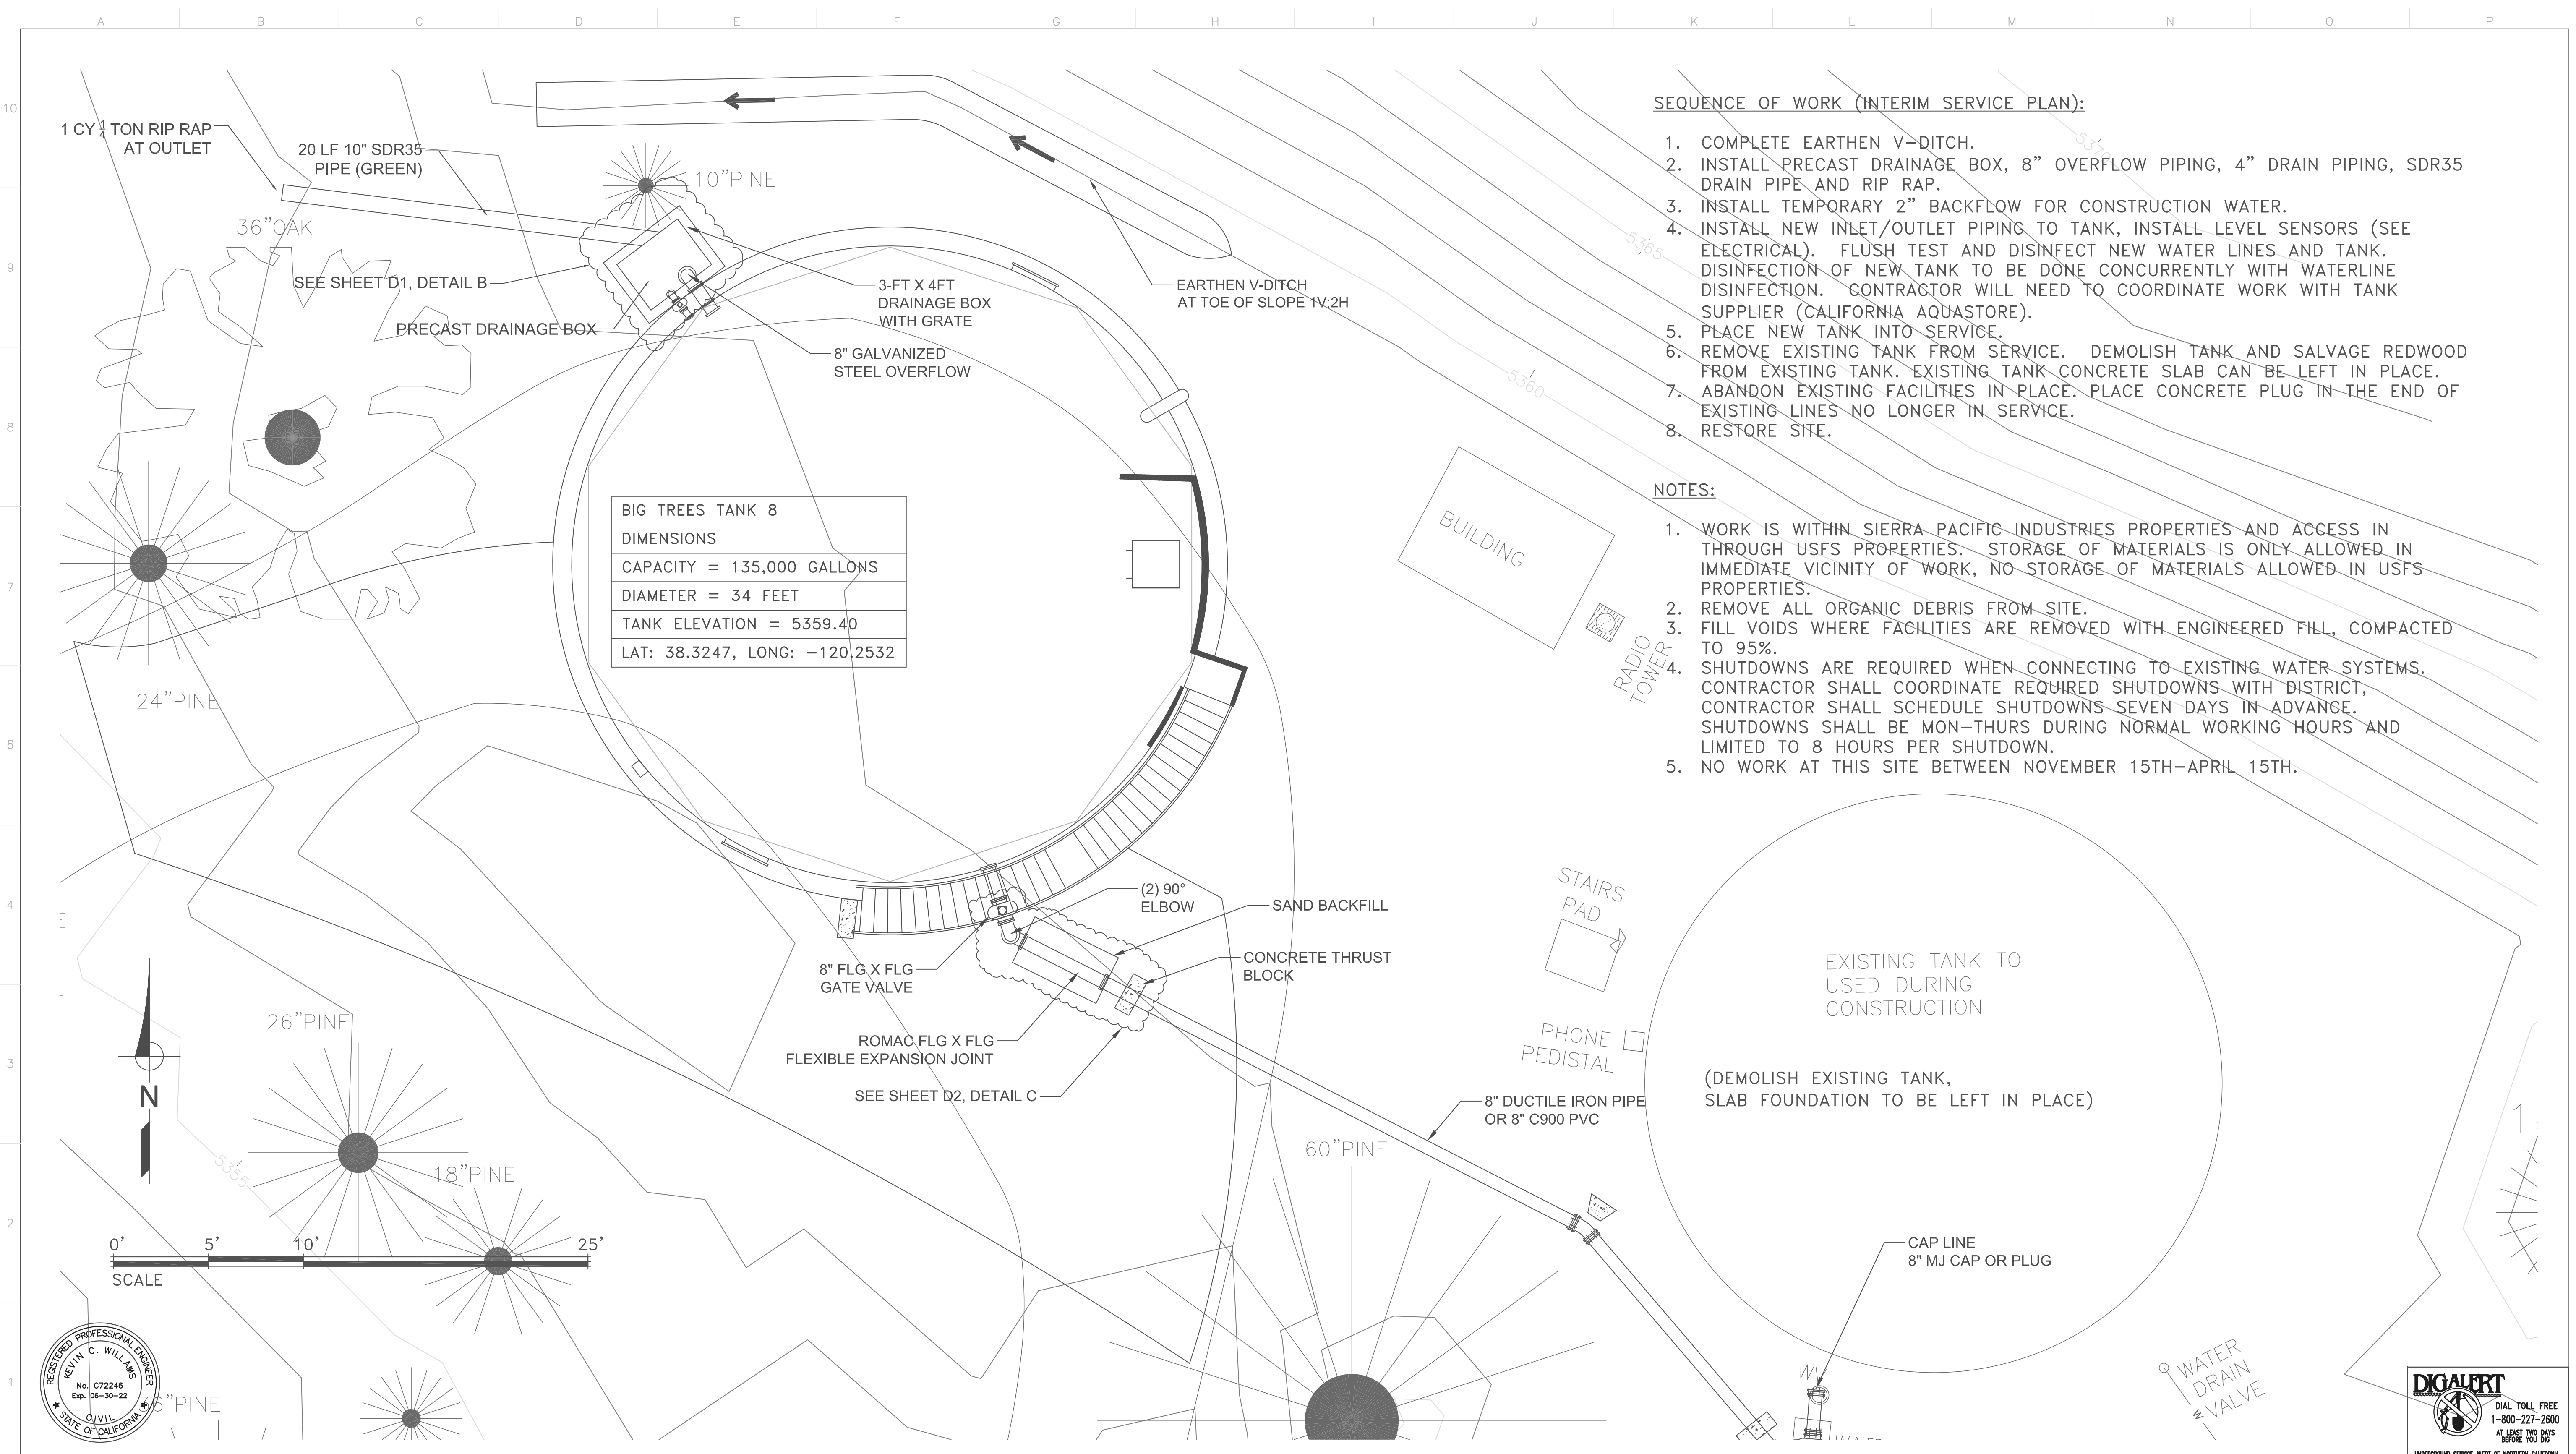 A B C D E F G H I J K L M N O P
10
9
8
7
6
5
4
3
2
1
1 CY 1/4 TON RIP RAP
AT OUTLET
20 LF 10" SDR35
PIPE (GREEN)
10"PINE
36"OAK
SEE SHEET D1, DETAIL B
PRECAST DRAINAGE BOX
3-FT X 4FT
DRAINAGE BOX
WITH GRATE
8" GALVANIZED
STEEL OVERFLOW
EARTHEN V-DITCH
AT TOE OF SLOPE 1V:2H
5370
5365
5360
SEQUENCE OF WORK (INTERIM SERVICE PLAN):
1. COMPLETE EARTHEN V-DITCH.
2. INSTALL PRECAST DRAINAGE BOX, 8" OVERFLOW PIPING, 4" DRAIN PIPING, SDR35
DRAIN PIPE AND RIP RAP.
3. INSTALL TEMPORARY 2" BACKFLOW FOR CONSTRUCTION WATER.
4. INSTALL NEW INLET/OUTLET PIPING TO TANK, INSTALL LEVEL SENSORS (SEE
ELECTRICAL). FLUSH TEST AND DISINFECT NEW WATER LINES AND TANK.
DISINFECTION OF NEW TANK TO BE DONE CONCURRENTLY WITH WATERLINE
DISINFECTION. CONTRACTOR WILL NEED TO COORDINATE WORK WITH TANK
SUPPLIER (CALIFORNIA AQUASTORE).
5. PLACE NEW TANK INTO SERVICE.
6. REMOVE EXISTING TANK FROM SERVICE. DEMOLISH TANK AND SALVAGE REDWOOD
FROM EXISTING TANK. EXISTING TANK CONCRETE SLAB CAN BE LEFT IN PLACE.
7. ABANDON EXISTING FACILITIES IN PLACE. PLACE CONCRETE PLUG IN THE END OF
EXISTING LINES NO LONGER IN SERVICE.
8. RESTORE SITE.
NOTES:
1. WORK IS WITHIN SIERRA PACIFIC INDUSTRIES PROPERTIES AND ACCESS IN
THROUGH USFS PROPERTIES. STORAGE OF MATERIALS IS ONLY ALLOWED IN
IMMEDIATE VICINITY OF WORK, NO STORAGE OF MATERIALS ALLOWED IN USFS
PROPERTIES.
2. REMOVE ALL ORGANIC DEBRIS FROM SITE.
3. FILL VOIDS WHERE FACILITIES ARE REMOVED WITH ENGINEERED FILL, COMPACTED
TO 95%.
4. SHUTDOWNS ARE REQUIRED WHEN CONNECTING TO EXISTING WATER SYSTEMS.
CONTRACTOR SHALL COORDINATE REQUIRED SHUTDOWNS WITH DISTRICT,
CONTRACTOR SHALL SCHEDULE SHUTDOWNS SEVEN DAYS IN ADVANCE.
SHUTDOWNS SHALL BE MON-THURS DURING NORMAL WORKING HOURS AND
LIMITED TO 8 HOURS PER SHUTDOWN.
5. NO WORK AT THIS SITE BETWEEN NOVEMBER 15TH-APRIL 15TH.
BIG TREES TANK 8
DIMENSIONS
CAPACITY = 135,000 GALLONS
DIAMETER = 34 FEET
TANK ELEVATION = 5359.40
LAT: 38.3247, LONG: -120.2532
BUILDING
RADIO
TOWER
24"PINE
STAIRS
PAD
PHONE
PEDISTAL
EXISTING TANK TO
USED DURING
CONSTRUCTION
(DEMOLISH EXISTING TANK,
SLAB FOUNDATION TO BE LEFT IN PLACE)
(2) 90°
ELBOW
SAND BACKFILL
CONCRETE THRUST
BLOCK
8" FLG X FLG
GATE VALVE
ROMAC FLG X FLG
FLEXIBLE EXPANSION JOINT
SEE SHEET D2, DETAIL C
8" DUCTILE IRON PIPE
OR 8" C900 PVC
N
26"PINE
18"PINE
5355
60"PINE
0' 5' 10' 25'
SCALE
CAP LINE
8" MJ CAP OR PLUG
WV
WATER
DRAIN
VALVE
REGISTERED PROFESSIONAL ENGINEER
KEVIN C. WILLAMS
No. C72246
Exp. 06-30-22
CIVIL
STATE OF CALIFORNIA
36"PINE
DIGALERT
DIAL TOLL FREE
1-800-227-2600
AT LEAST TWO DAYS
BEFORE YOU DIG
UNDERGROUND SERVICE ALERT OF NORTHERN CALIFORNIA